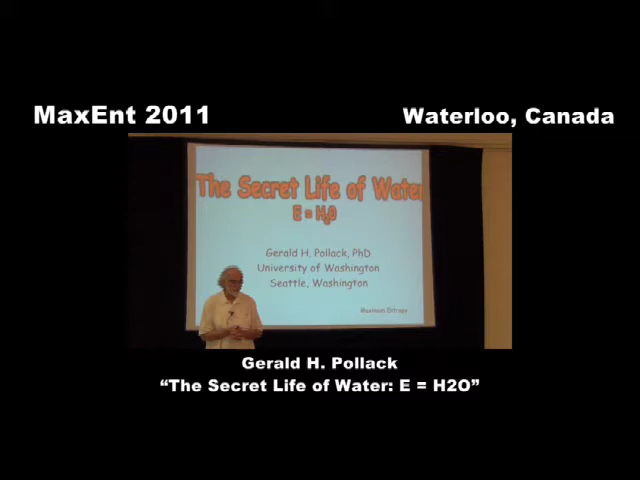 MaxEnt 2011
Waterloo, Canada
The Secret Life of Water
E = H₂O
Gerald H. Pollack, PhD
University of Washington
Seattle, Washington
Maximum Entropy
Gerald H. Pollack
“The Secret Life of Water: E = H2O”